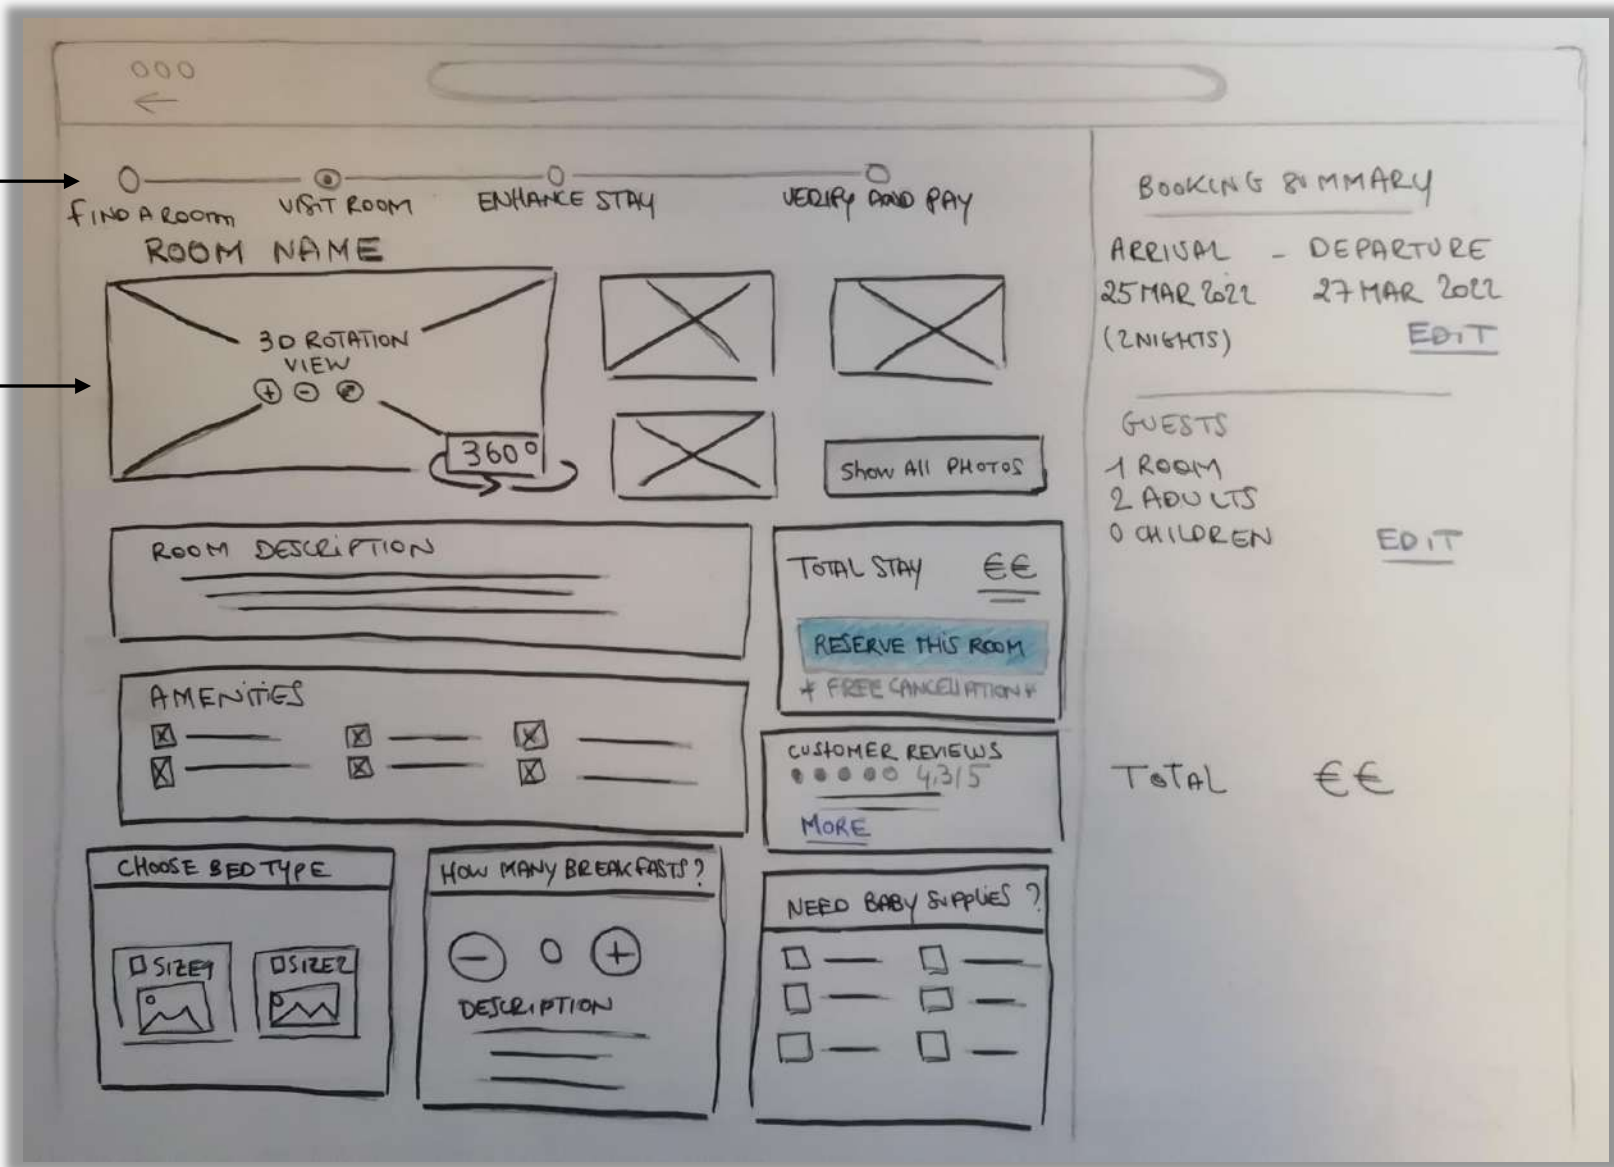 FIND A ROOM
VISIT ROOM
ENHANCE STAY
VERIFY AND PAY
ROOM NAME
3D ROTATION
VIEW
+ -
360°
Show All PHOTOS
ROOM DESCRIPTION
AMENITIES
TOTAL STAY €€
RESERVE THIS ROOM
* FREE CANCELLATION *
CUSTOMER REVIEWS
4,3/5
MORE
CHOOSE BED TYPE
SIZE1
SIZE2
HOW MANY BREAKFASTS?
- 0 +
DESCRIPTION
NEED BABY SUPPLIES?
BOOKING SUMMARY
ARRIVAL - DEPARTURE
25 MAR 2022 27 MAR 2022
(2NIGHTS) EDIT
GUESTS
1 ROOM
2 ADULTS
0 CHILDREN EDIT
TOTAL €€